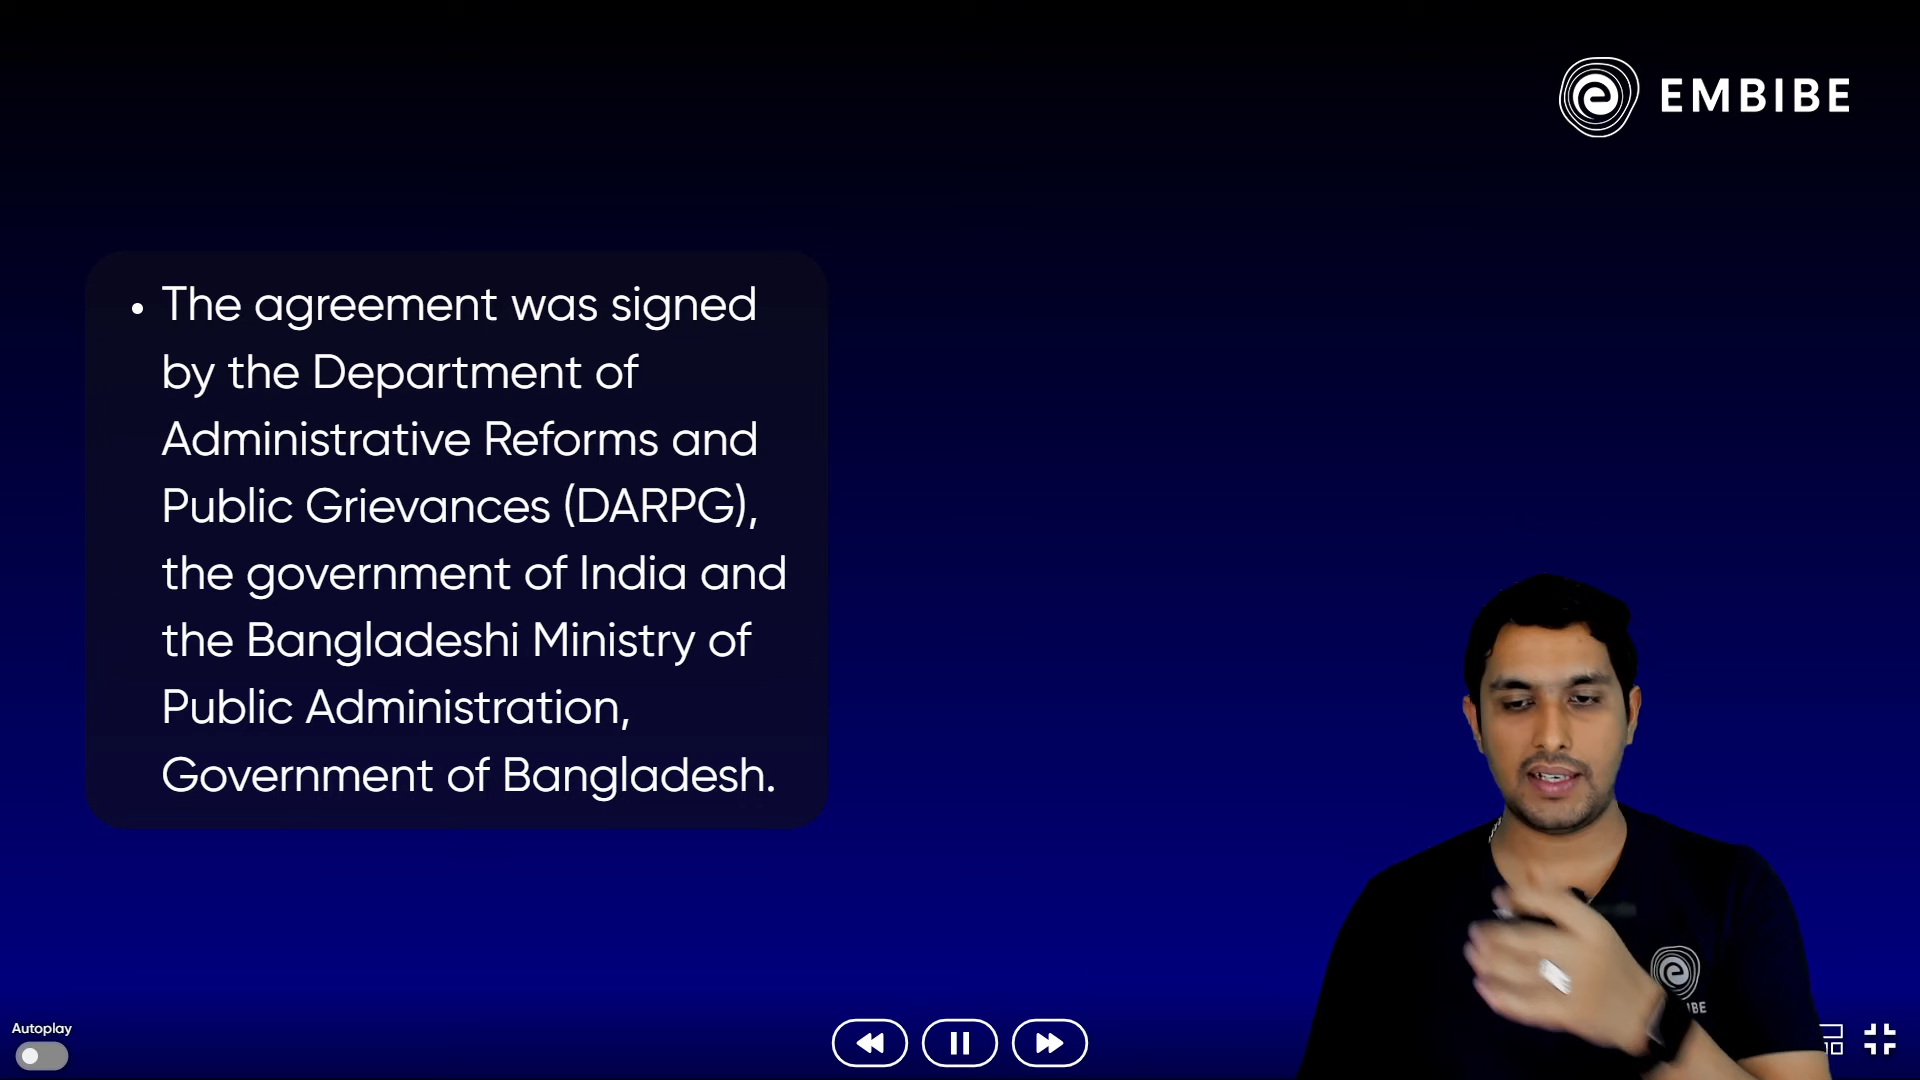 EMBIBE
• The agreement was signed
by the Department of
Administrative Reforms and
Public Grievances (DARPG),
the government of India and
the Bangladeshi Ministry of
Public Administration,
Government of Bangladesh.
Autoplay